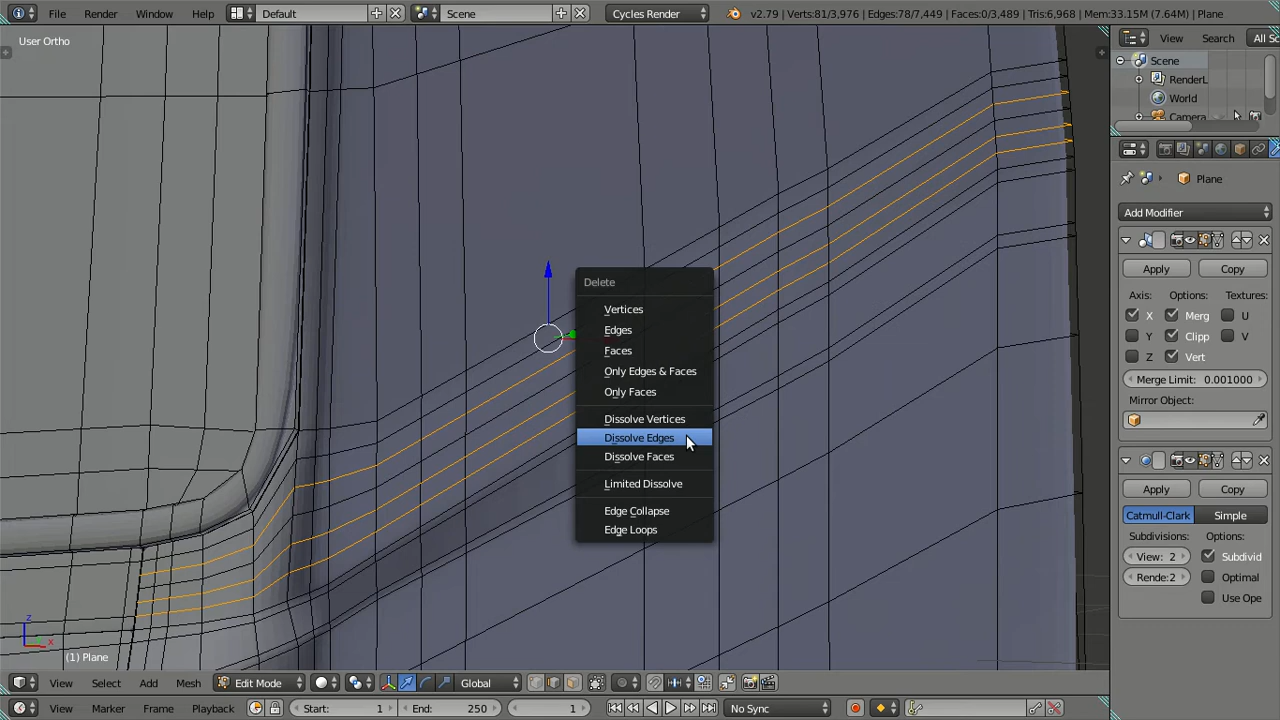 File Render Window Help Default Scene Cycles Render v2.79 | Verts:81/3,976 | Edges:78/7,449 | Faces:0/3,489 | Tris:6,968 | Mem:33.15M (7.64M) | Plane
User Ortho
View Search All Sc
Scene
RenderL
World
Camera
Plane
Add Modifier
Apply Copy
Axis: Options: Textures:
X Merg U
Y Clipp V
Z Vert
Merge Limit: 0.001000
Mirror Object:
Apply Copy
Catmull-Clark Simple
Subdivisions: Options:
View: 2 Subdivid
Rende:2 Optimal
Use Ope
Delete
Vertices
Edges
Faces
Only Edges & Faces
Only Faces
Dissolve Vertices
Dissolve Edges
Dissolve Faces
Limited Dissolve
Edge Collapse
Edge Loops
z
x
(1) Plane
View Select Add Mesh Edit Mode Global
View Marker Frame Playback Start: 1 End: 250 1 No Sync